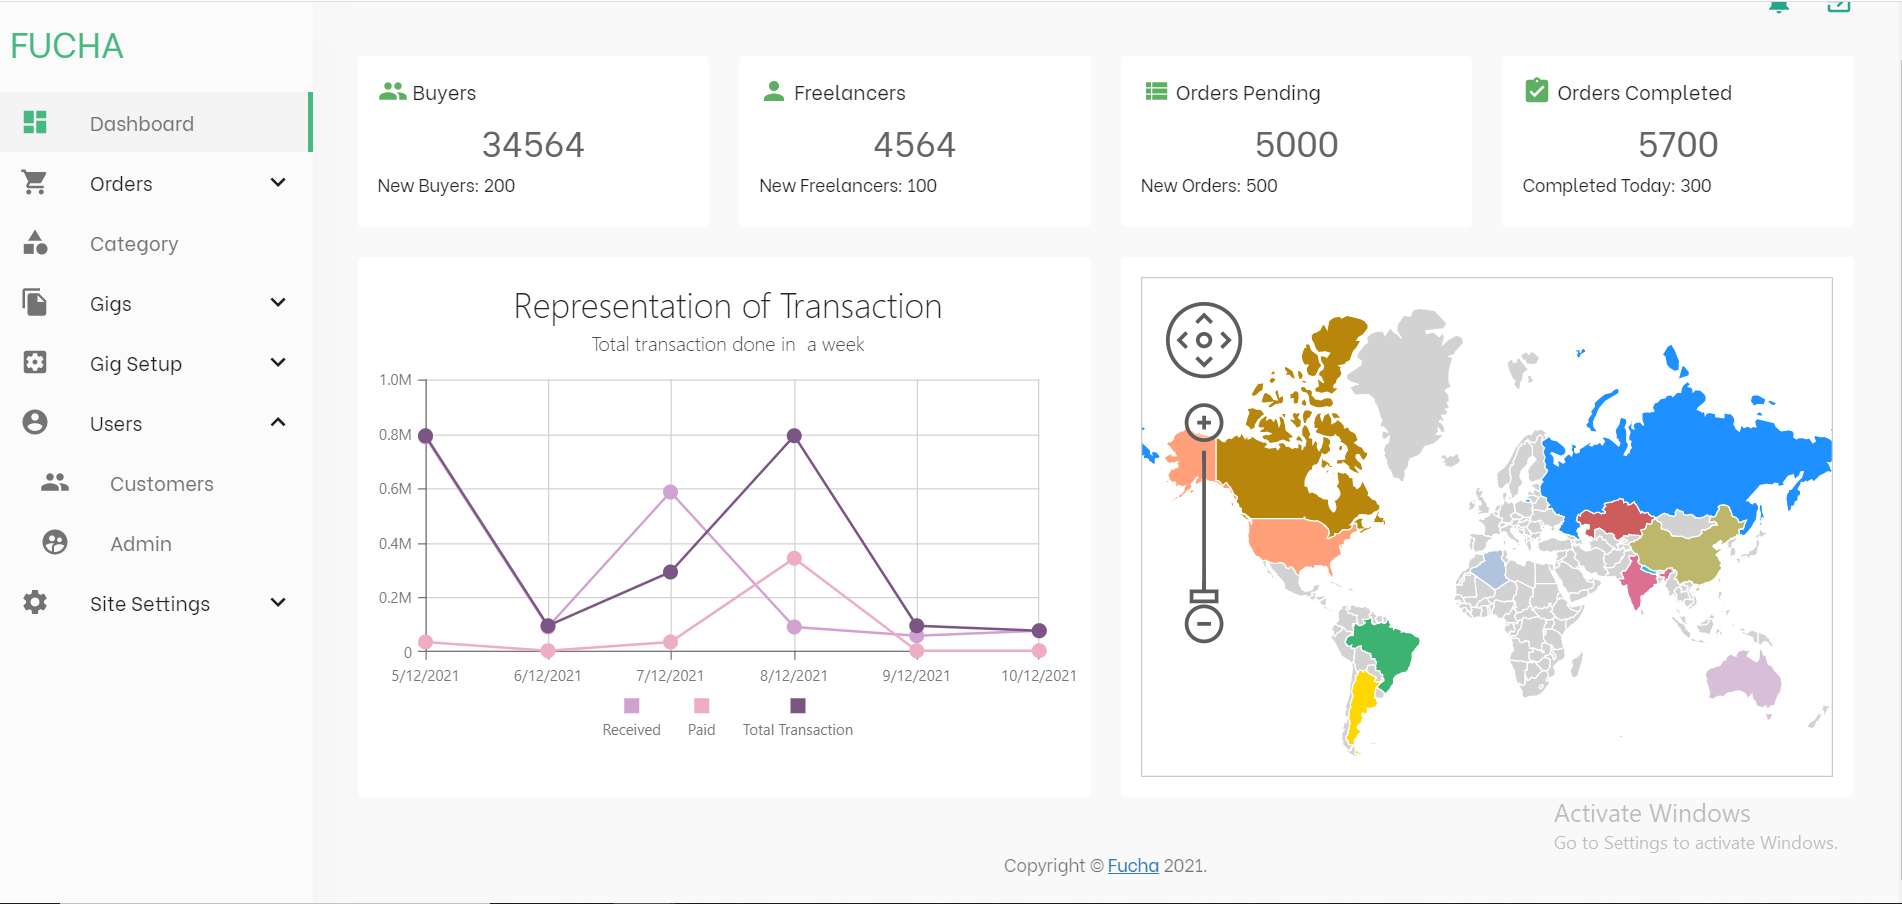 FUCHA
Dashboard
Orders
Category
Gigs
Gig Setup
Users
Customers
Admin
Site Settings
Buyers
34564
New Buyers: 200
Freelancers
4564
New Freelancers: 100
Orders Pending
5000
New Orders: 500
Orders Completed
5700
Completed Today: 300
Representation of Transaction
Total transaction done in  a week
1.0M
0.8M
0.6M
0.4M
0.2M
0
5/12/2021 6/12/2021 7/12/2021 8/12/2021 9/12/2021 10/12/2021
Received Paid Total Transaction
Activate Windows
Go to Settings to activate Windows.
Copyright © Fucha 2021.